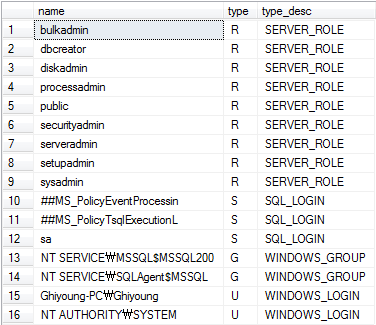 name type type_desc
1 bulkadmin R SERVER_ROLE
2 dbcreator R SERVER_ROLE
3 diskadmin R SERVER_ROLE
4 processadmin R SERVER_ROLE
5 public R SERVER_ROLE
6 securityadmin R SERVER_ROLE
7 serveradmin R SERVER_ROLE
8 setupadmin R SERVER_ROLE
9 sysadmin R SERVER_ROLE
10 ##MS_PolicyEventProcessin S SQL_LOGIN
11 ##MS_PolicyTsqlExecutionL S SQL_LOGIN
12 sa S SQL_LOGIN
13 NT SERVICE₩MSSQL$MSSQL200 G WINDOWS_GROUP
14 NT SERVICE₩SQLAgent$MSSQL G WINDOWS_GROUP
15 Ghiyoung-PC₩Ghiyoung U WINDOWS_LOGIN
16 NT AUTHORITY₩SYSTEM U WINDOWS_LOGIN